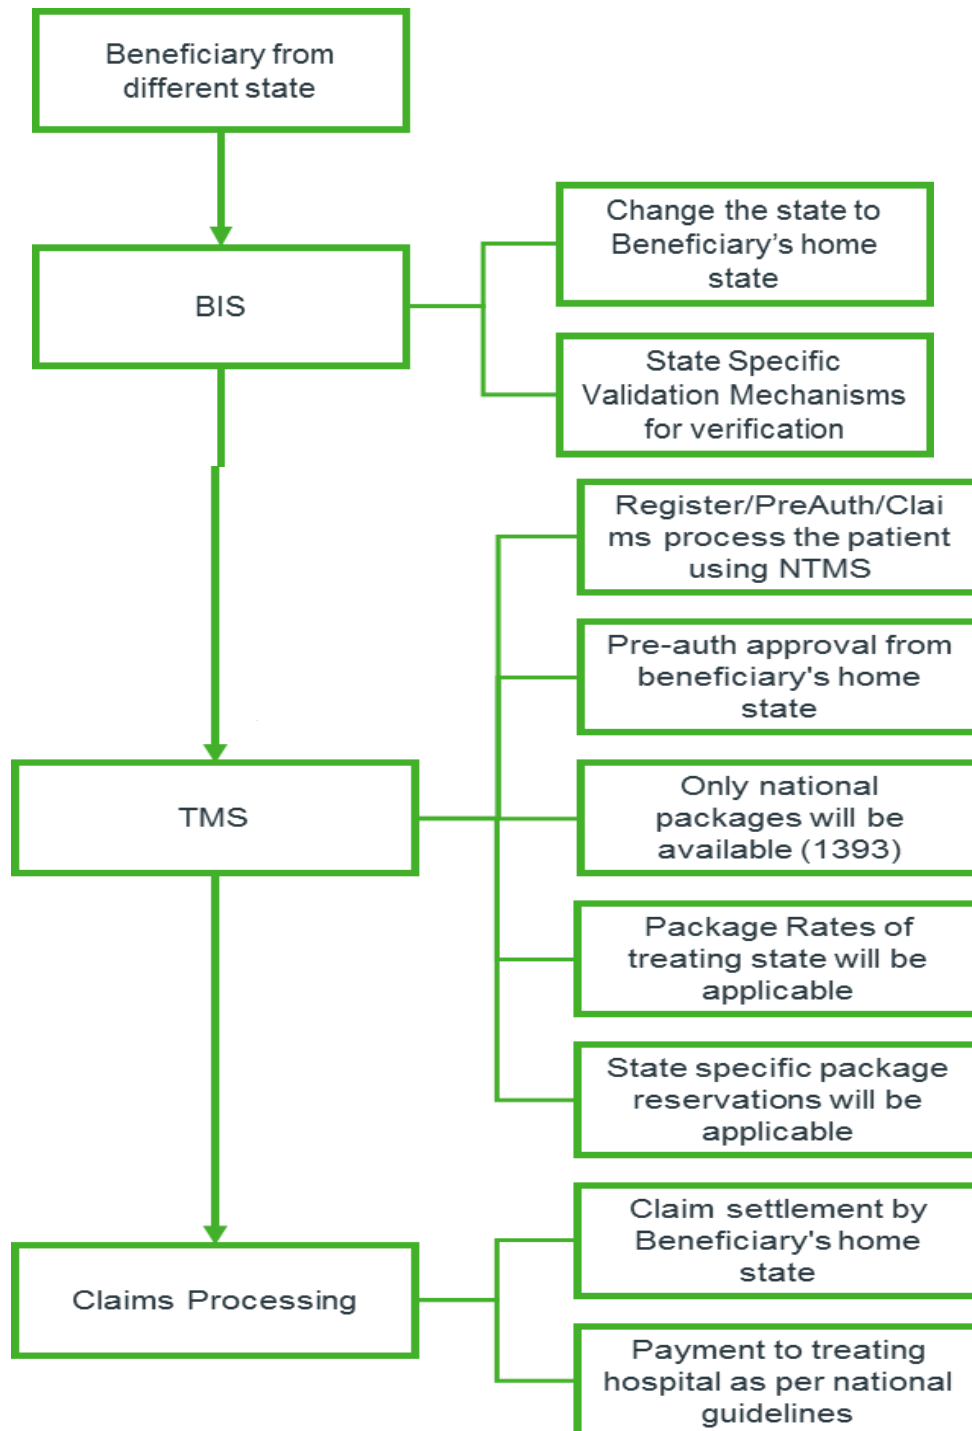 Beneficiary from
different state
BIS
Change the state to
Beneficiary’s home
state
State Specific
Validation Mechanisms
for verification
TMS
Register/PreAuth/Clai
ms process the patient
using NTMS
Pre-auth approval from
beneficiary's home
state
Only national
packages will be
available (1393)
Package Rates of
treating state will be
applicable
State specific package
reservations will be
applicable
Claims Processing
Claim settlement by
Beneficiary's home
state
Payment to treating
hospital as per national
guidelines